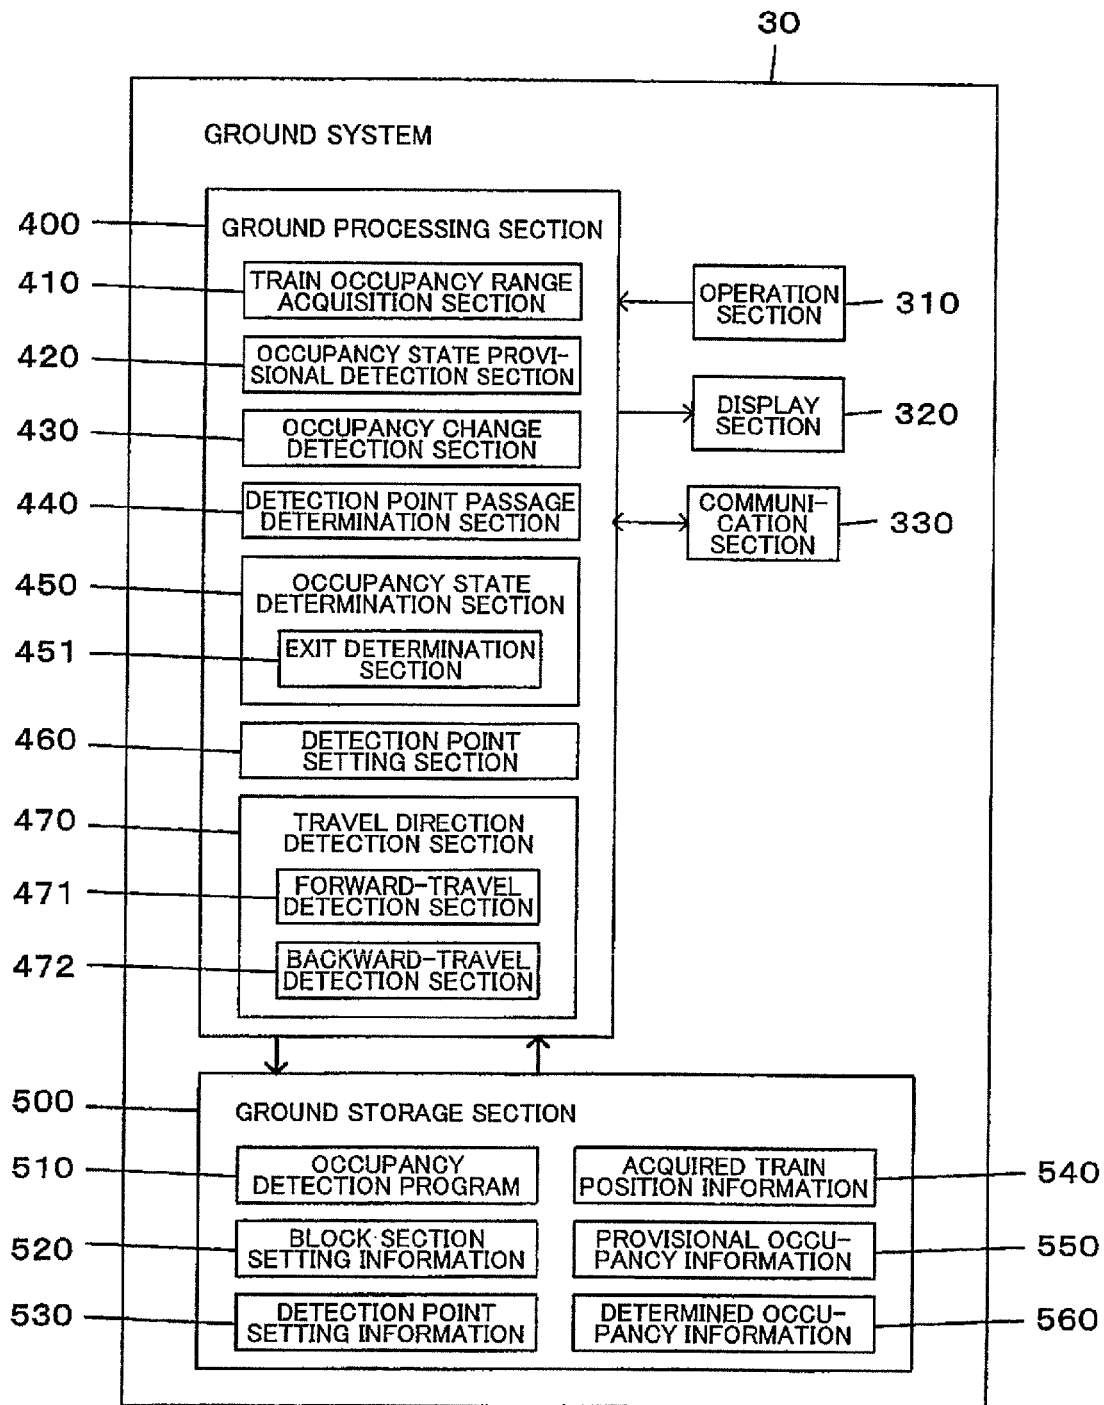 30
GROUND SYSTEM
400
GROUND PROCESSING SECTION
410
TRAIN OCCUPANCY RANGE
ACQUISITION SECTION
OPERATION
SECTION
310
420
OCCUPANCY STATE PROVI-
SIONAL DETECTION SECTION
DISPLAY
SECTION
320
430
OCCUPANCY CHANGE
DETECTION SECTION
440
DETECTION POINT PASSAGE
DETERMINATION SECTION
COMMUNI-
CATION
SECTION
330
450
OCCUPANCY STATE
DETERMINATION SECTION
451
EXIT DETERMINATION
SECTION
460
DETECTION POINT
SETTING SECTION
470
TRAVEL DIRECTION
DETECTION SECTION
471
FORWARD-TRAVEL
DETECTION SECTION
472
BACKWARD-TRAVEL
DETECTION SECTION
500
GROUND STORAGE SECTION
510
OCCUPANCY
DETECTION PROGRAM
ACQUIRED TRAIN
POSITION INFORMATION
540
520
BLOCK SECTION
SETTING INFORMATION
PROVISIONAL OCCU-
PANCY INFORMATION
550
530
DETECTION POINT
SETTING INFORMATION
DETERMINED OCCU-
PANCY INFORMATION
560